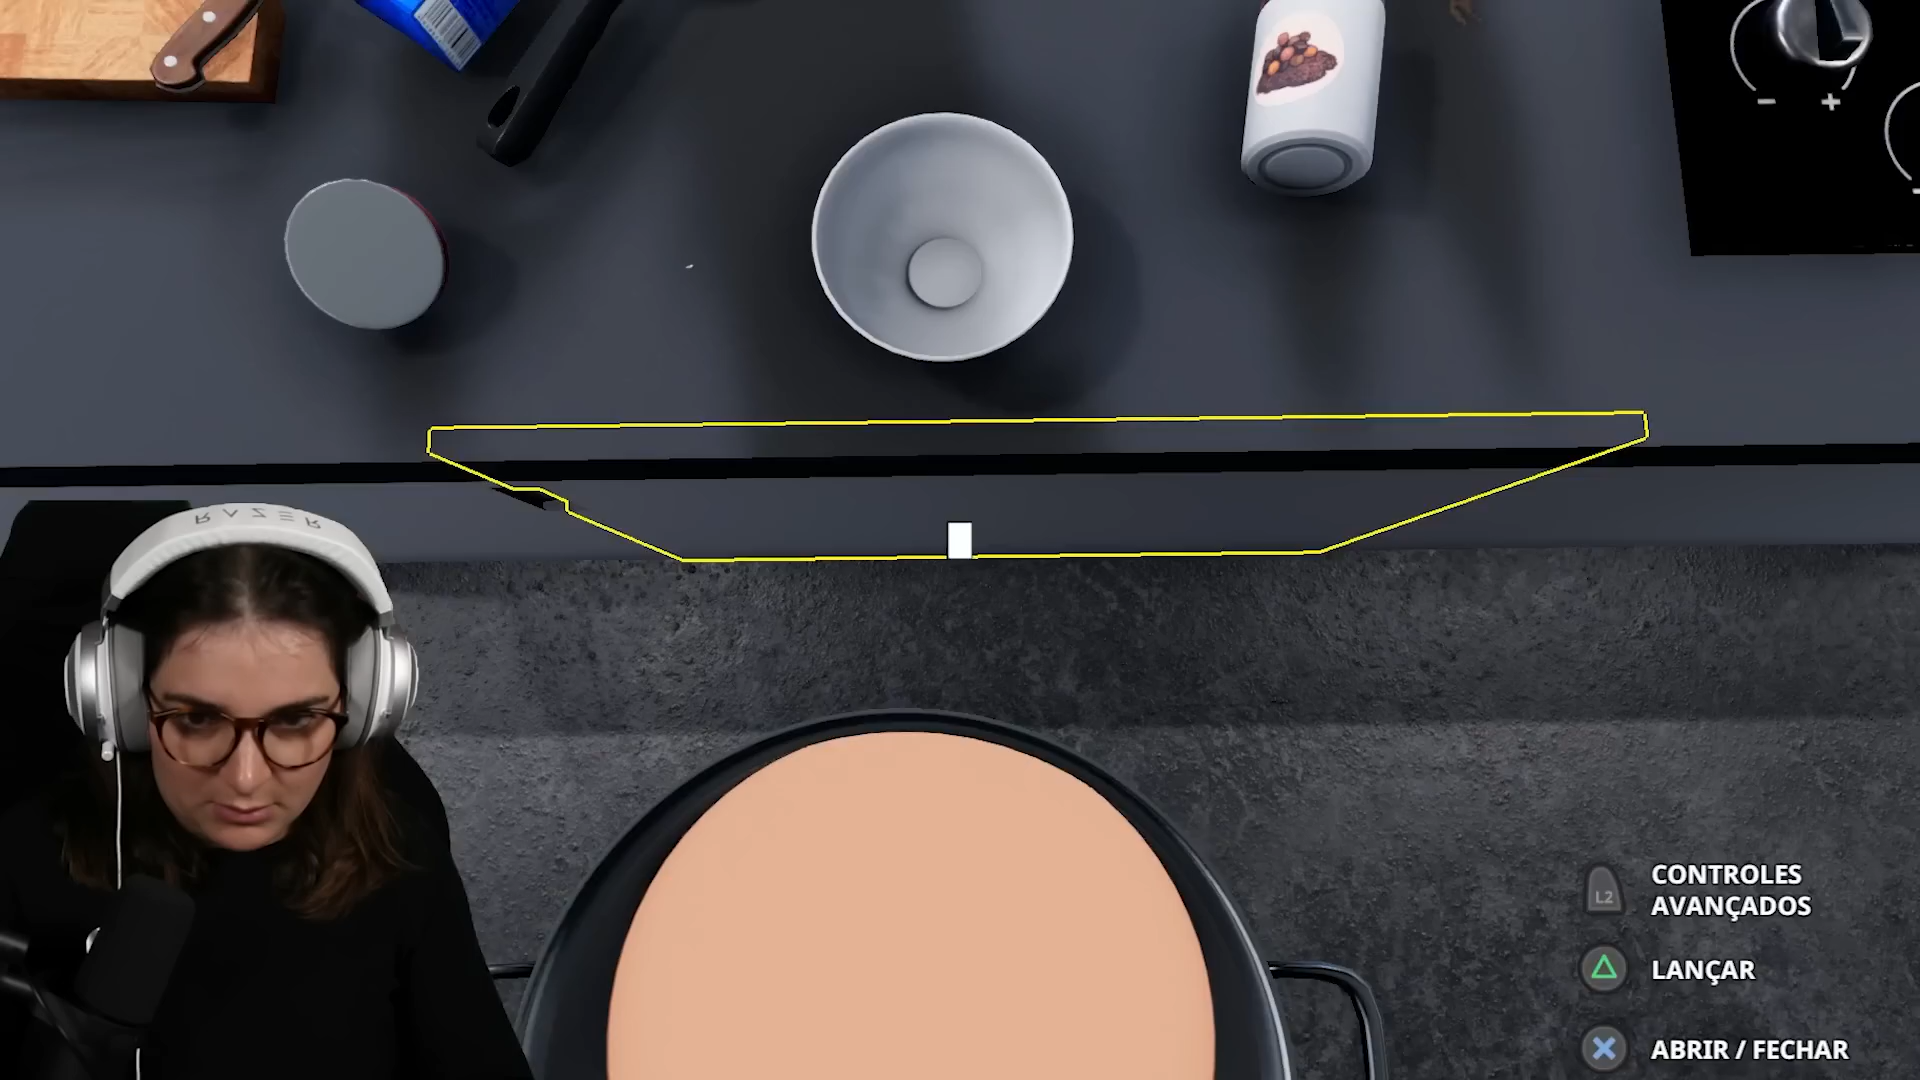 RAZER
L2
CONTROLES
AVANÇADOS
LANÇAR
ABRIR / FECHAR